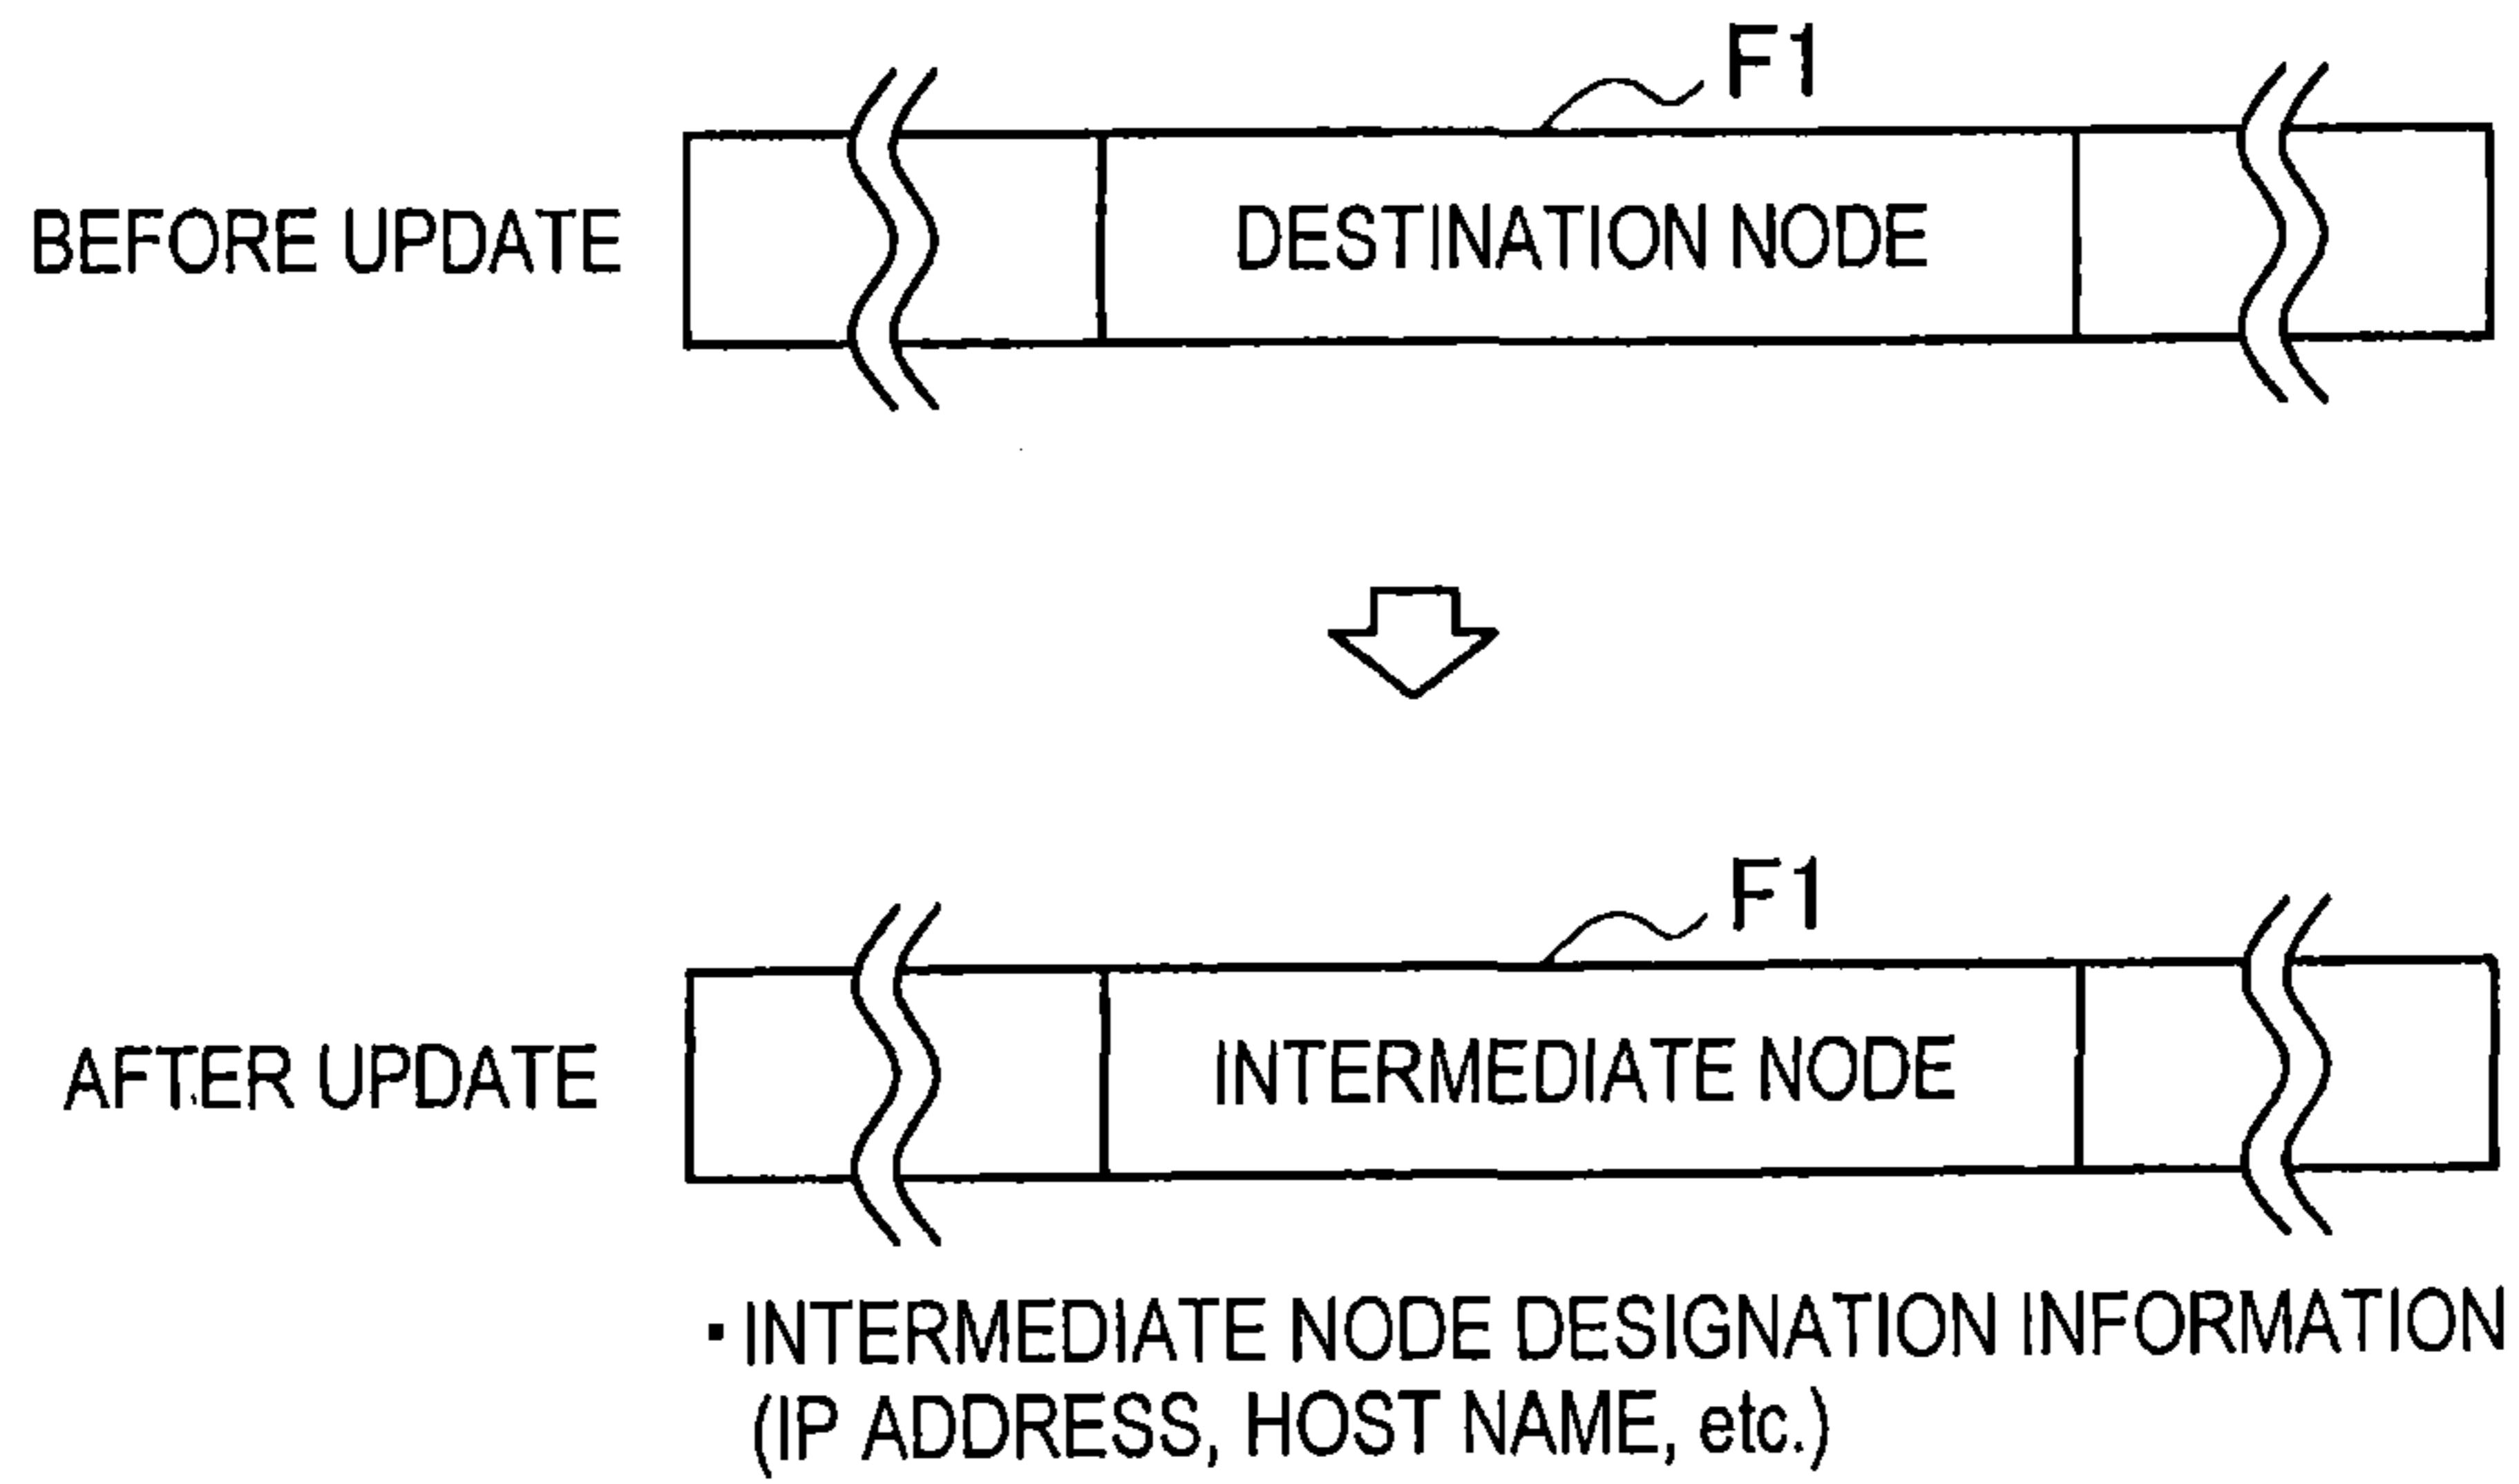 F1
BEFORE UPDATE
DESTINATION NODE
F1
AFTER UPDATE
INTERMEDIATE NODE
▪ INTERMEDIATE NODE DESIGNATION INFORMATION
(IP ADDRESS, HOST NAME, etc.)